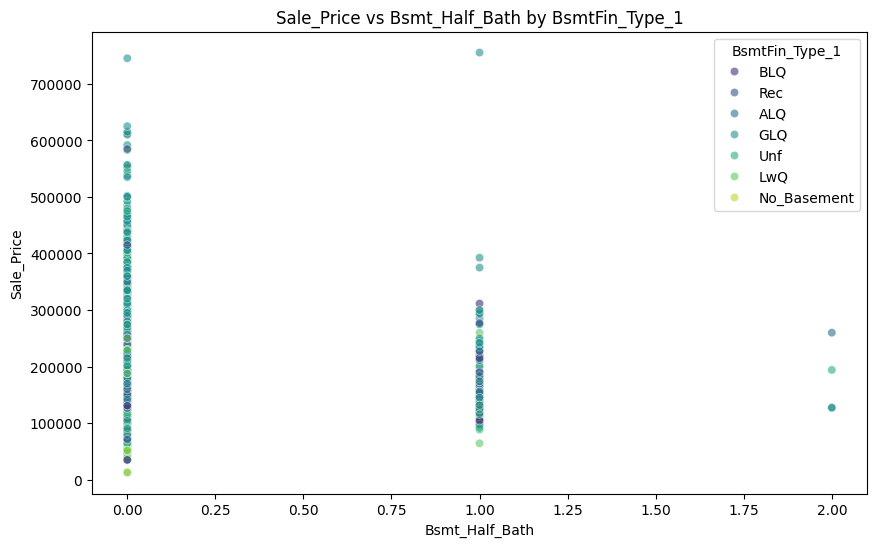 Sale_Price vs Bsmt_Half_Bath by BsmtFin_Type_1
BsmtFin_Type_1
BLQ
Rec
ALQ
GLQ
Unf
LwQ
No_Basement
Sale_Price
700000
600000
500000
400000
300000
200000
100000
0
0.00 0.25 0.50 0.75 1.00 1.25 1.50 1.75 2.00
Bsmt_Half_Bath